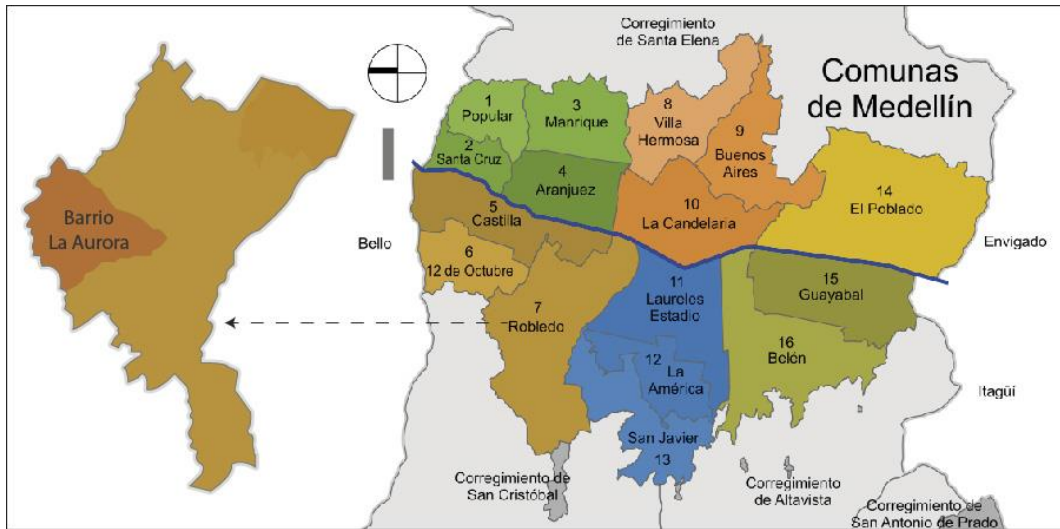 Corregimiento
de Santa Elena
Comunas
de Medellín
1
Popular
3
Manrique
8
Villa
Hermosa
9
Buenos
Aires
2
Santa Cruz
4
Aranjuez
14
El Poblado
Barrio
La Aurora
5
Castilla
10
La Candelaria
Bello
Envigado
6
12 de Octubre
11
Laureles
Estadio
15
Guayabal
7
Robledo
16
Belén
12
La
América
Itagüí
San Javier
13
Corregimiento de
San Cristóbal
Corregimiento
de Altavista
Corregimiento de
San Antonio de Prado